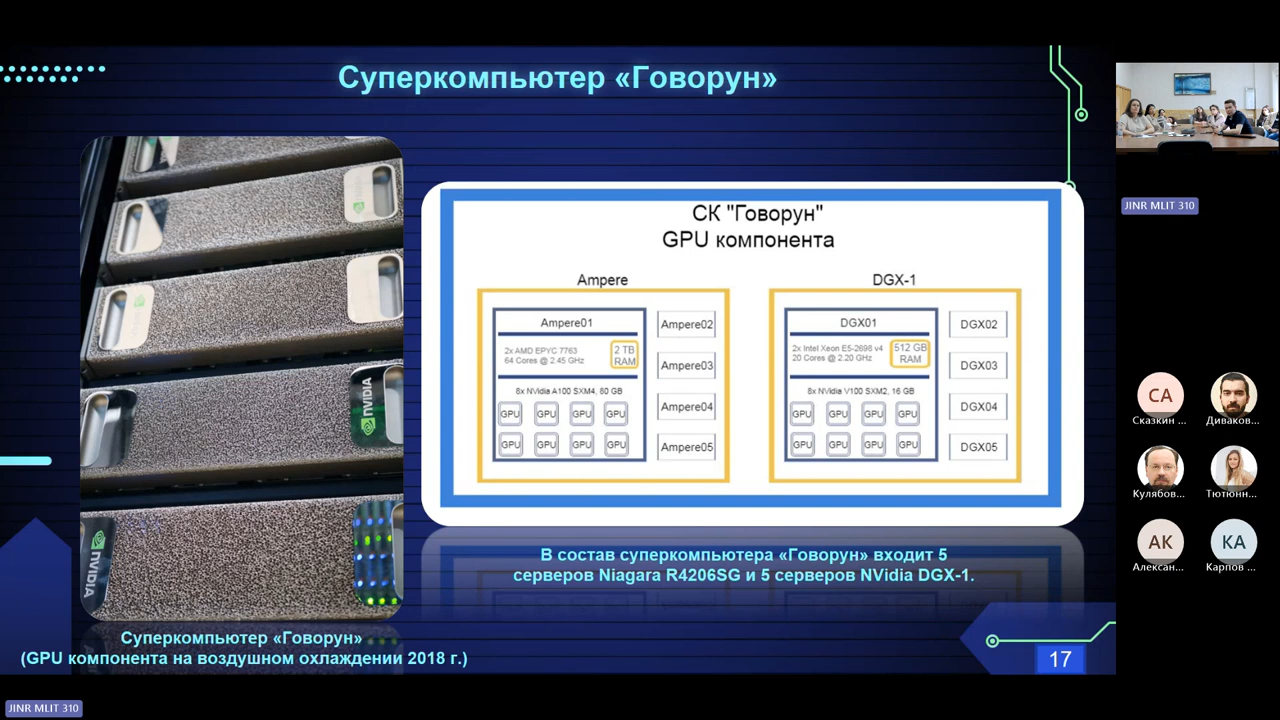 Суперкомпьютер «Говорун»
NVIDIA
NVIDIA
Суперкомпьютер «Говорун»
(GPU компонента на воздушном охлаждении 2018 г.)
СК "Говорун"
GPU компонента
Ampere
Ampere01
2x AMD EPYC 7763
64 Cores @ 2.45 GHz
2 TB
RAM
8x NVidia A100 SXM4, 80 GB
GPU GPU GPU GPU
GPU GPU GPU GPU
Ampere02
Ampere03
Ampere04
Ampere05
DGX-1
DGX01
2x Intel Xeon E5-2698 v4
20 Cores @ 2.20 GHz
512 GB
RAM
8x NVidia V100 SXM2, 16 GB
GPU GPU GPU GPU
GPU GPU GPU GPU
DGX02
DGX03
DGX04
DGX05
В состав суперкомпьютера «Говорун» входит 5
серверов Niagara R4206SG и 5 серверов NVidia DGX-1.
17
JINR MLIT 310
СА
Сказкин ...
Диваков...
Кулябов...
Тютюнн...
АК
КА
Алексан...
Карпов ...
JINR MLIT 310